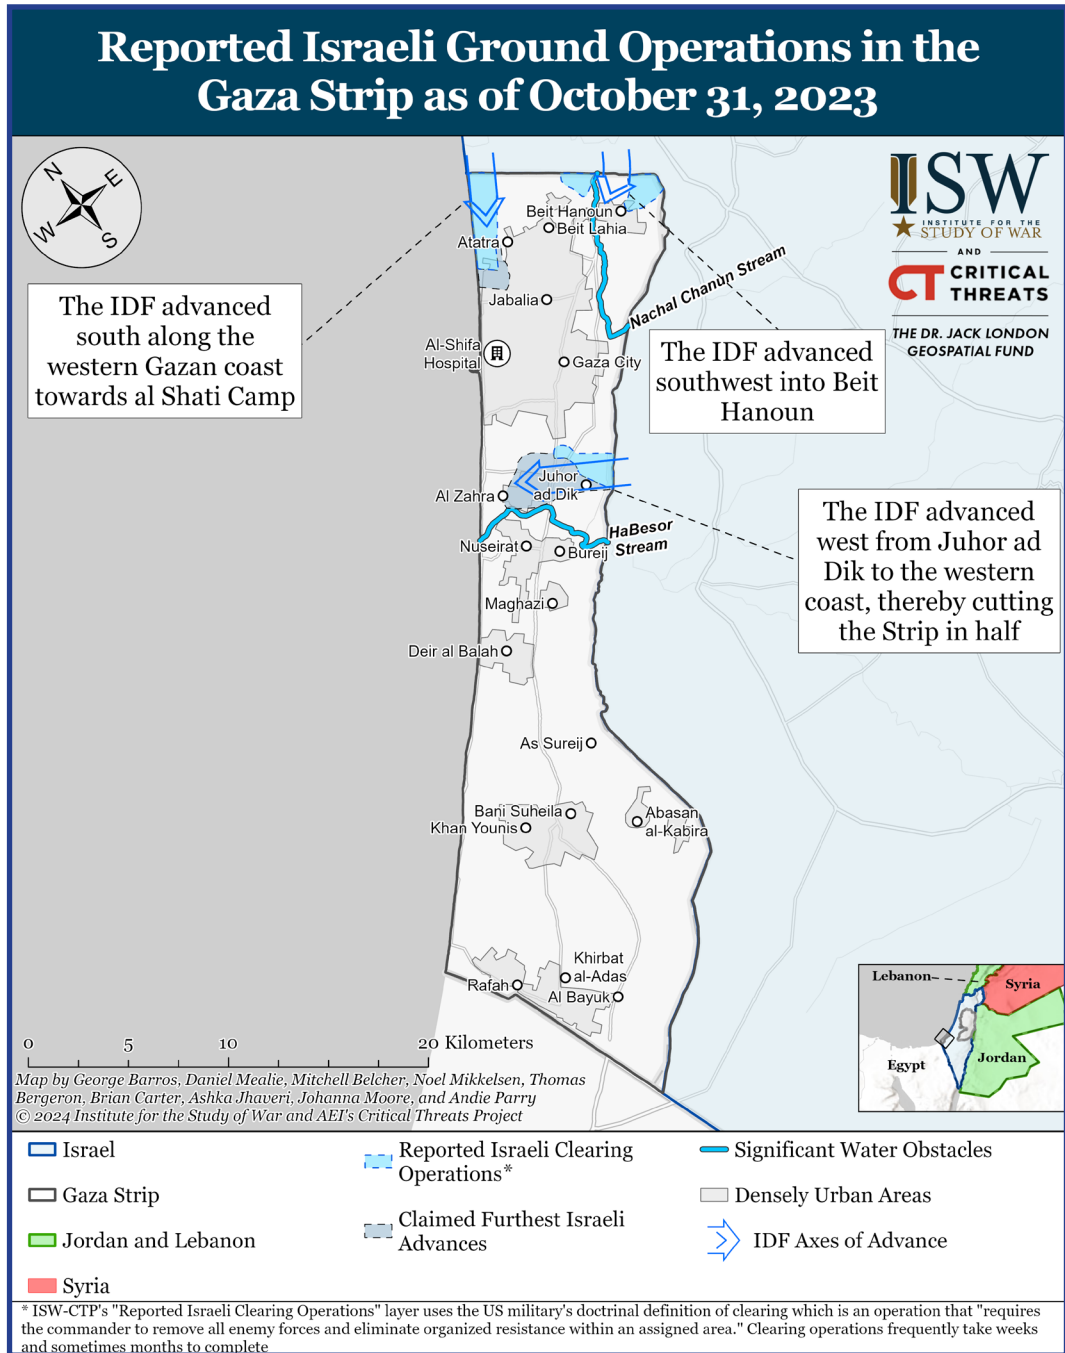 Reported Israeli Ground Operations in the
Gaza Strip as of October 31, 2023
N
E
W
S
ISW
INSTITUTE FOR THE
STUDY OF WAR
AND
CT CRITICAL
THREATS
THE DR. JACK LONDON
GEOSPATIAL FUND
The IDF advanced
south along the
western Gazan coast
towards al Shati Camp
The IDF advanced
southwest into Beit
Hanoun
The IDF advanced
west from Juhor ad
Dik to the western
coast, thereby cutting
the Strip in half
Beit Hanoun
Beit Lahia
Atatra
Nachal Chanun Stream
Jabalia
Al-Shifa
Hospital
Gaza City
Juhor
ad Dik
Al Zahra
HaBesor
Stream
Nuseirat
Bureij
Maghazi
Deir al Balah
As Sureij
Bani Suheila
Khan Younis
Abasan
al-Kabira
Khirbat
al-Adas
Rafah
Al Bayuk
Lebanon
Syria
Egypt
Jordan
0 5 10 20 Kilometers
Map by George Barros, Daniel Mealie, Mitchell Belcher, Noel Mikkelsen, Thomas
Bergeron, Brian Carter, Ashka Jhaveri, Johanna Moore, and Andie Parry
© 2024 Institute for the Study of War and AEI's Critical Threats Project
Israel
Gaza Strip
Jordan and Lebanon
Syria
Reported Israeli Clearing
Operations*
Claimed Furthest Israeli
Advances
Significant Water Obstacles
Densely Urban Areas
IDF Axes of Advance
* ISW-CTP's "Reported Israeli Clearing Operations" layer uses the US military's doctrinal definition of clearing which is an operation that "requires
the commander to remove all enemy forces and eliminate organized resistance within an assigned area." Clearing operations frequently take weeks
and sometimes months to complete